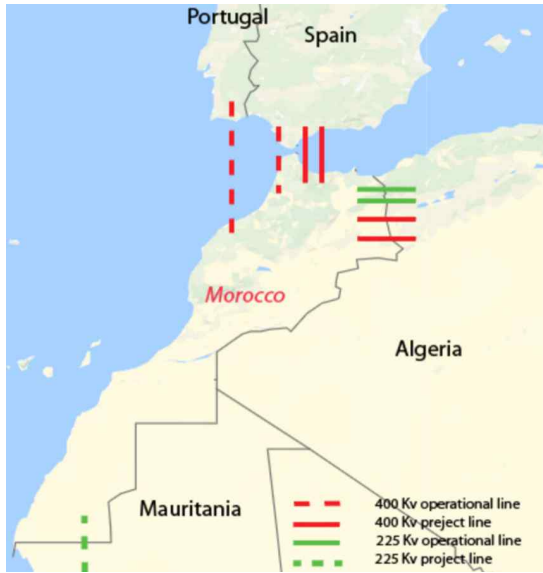 Portugal
Spain
Morocco
Algeria
Mauritania
400 Kv operational line
400 Kv preject line
225 Kv operational line
225 Kv project line